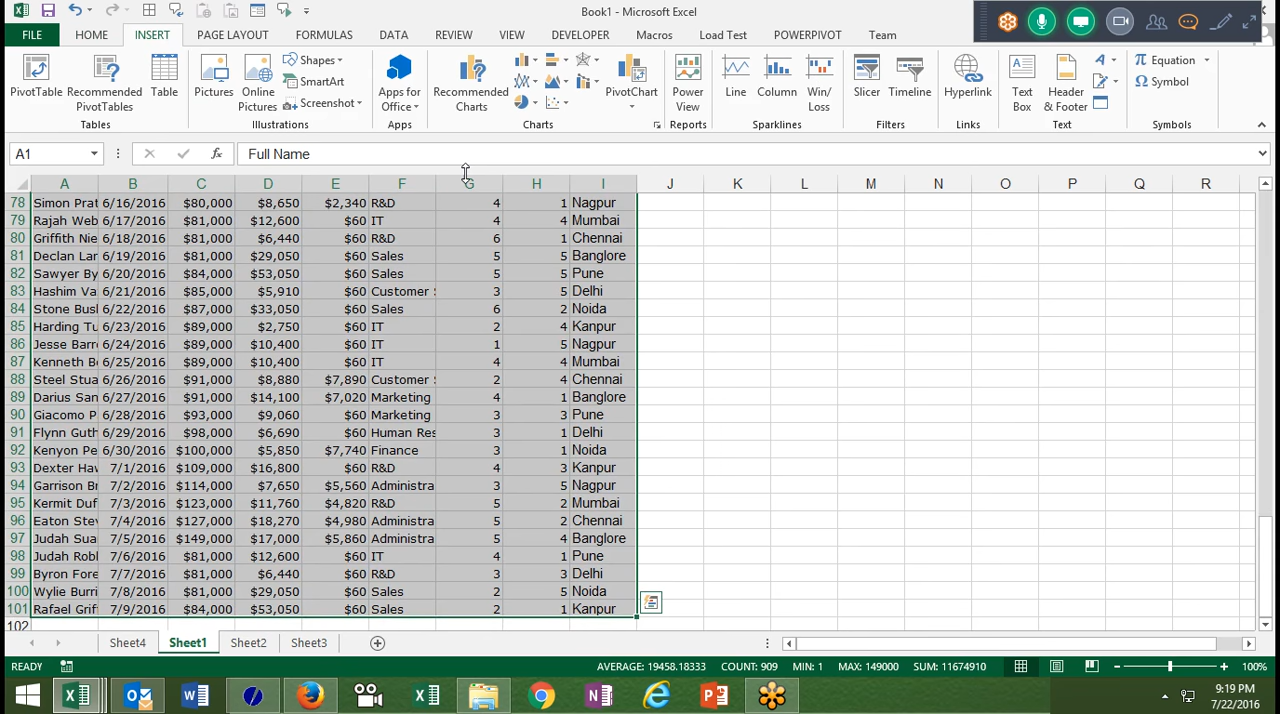 Book1 - Microsoft Excel
FILE HOME INSERT PAGE LAYOUT FORMULAS DATA REVIEW VIEW DEVELOPER Macros Load Test POWERPIVOT Team
PivotTable Recommended PivotTables Table Pictures Online Pictures Shapes SmartArt Screenshot Apps for Office Recommended Charts PivotChart Power View Line Column Win/ Loss Slicer Timeline Hyperlink Text Box Header & Footer Equation Symbol
Tables Illustrations Apps Charts Reports Sparklines Filters Links Text Symbols
A1 fx Full Name
A B C D E F G H I J K L M N O P Q R
78 Simon Prat 6/16/2016 $80,000 $8,650 $2,340 R&D 4 1 Nagpur
79 Rajah Web 6/17/2016 $81,000 $12,600 $60 IT 4 4 Mumbai
80 Griffith Nie 6/18/2016 $81,000 $6,440 $60 R&D 6 1 Chennai
81 Declan Lar 6/19/2016 $81,000 $29,050 $60 Sales 5 5 Banglore
82 Sawyer By 6/20/2016 $84,000 $53,050 $60 Sales 5 5 Pune
83 Hashim Va 6/21/2016 $85,000 $5,910 $60 Customer 3 5 Delhi
84 Stone Bus 6/22/2016 $87,000 $33,050 $60 Sales 6 2 Noida
85 Harding Tu 6/23/2016 $89,000 $2,750 $60 IT 2 4 Kanpur
86 Jesse Barr 6/24/2016 $89,000 $10,400 $60 IT 1 5 Nagpur
87 Kenneth B 6/25/2016 $89,000 $10,400 $60 IT 4 4 Mumbai
88 Steel Stua 6/26/2016 $91,000 $8,880 $7,890 Customer 2 4 Chennai
89 Darius San 6/27/2016 $91,000 $14,100 $7,020 Marketing 4 1 Banglore
90 Giacomo P 6/28/2016 $93,000 $9,060 $60 Marketing 3 3 Pune
91 Flynn Guth 6/29/2016 $98,000 $6,690 $60 Human Res 3 1 Delhi
92 Kenyon Pe 6/30/2016 $100,000 $5,850 $7,740 Finance 3 1 Noida
93 Dexter Ha 7/1/2016 $109,000 $16,800 $60 R&D 4 3 Kanpur
94 Garrison B 7/2/2016 $114,000 $7,650 $5,560 Administra 3 5 Nagpur
95 Kermit Duf 7/3/2016 $123,000 $11,760 $4,820 R&D 5 2 Mumbai
96 Eaton Stev 7/4/2016 $127,000 $18,270 $4,980 Administra 5 2 Chennai
97 Judah Sua 7/5/2016 $149,000 $17,000 $5,860 Administra 5 4 Banglore
98 Judah Robl 7/6/2016 $81,000 $12,600 $60 IT 4 1 Pune
99 Byron Fore 7/7/2016 $81,000 $6,440 $60 R&D 3 3 Delhi
100 Wylie Burri 7/8/2016 $81,000 $29,050 $60 Sales 2 5 Noida
101 Rafael Grif 7/9/2016 $84,000 $53,050 $60 Sales 2 1 Kanpur
102
Sheet4 Sheet1 Sheet2 Sheet3
READY AVERAGE: 19458.18333 COUNT: 909 MIN: 1 MAX: 149000 SUM: 11674910 100%
9:19 PM
7/22/2016